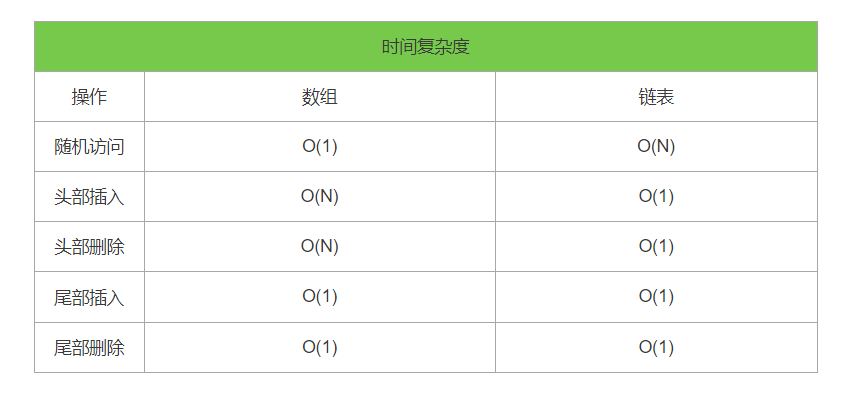 时间复杂度
操作 数组 链表
随机访问 O(1) O(N)
头部插入 O(N) O(1)
头部删除 O(N) O(1)
尾部插入 O(1) O(1)
尾部删除 O(1) O(1)